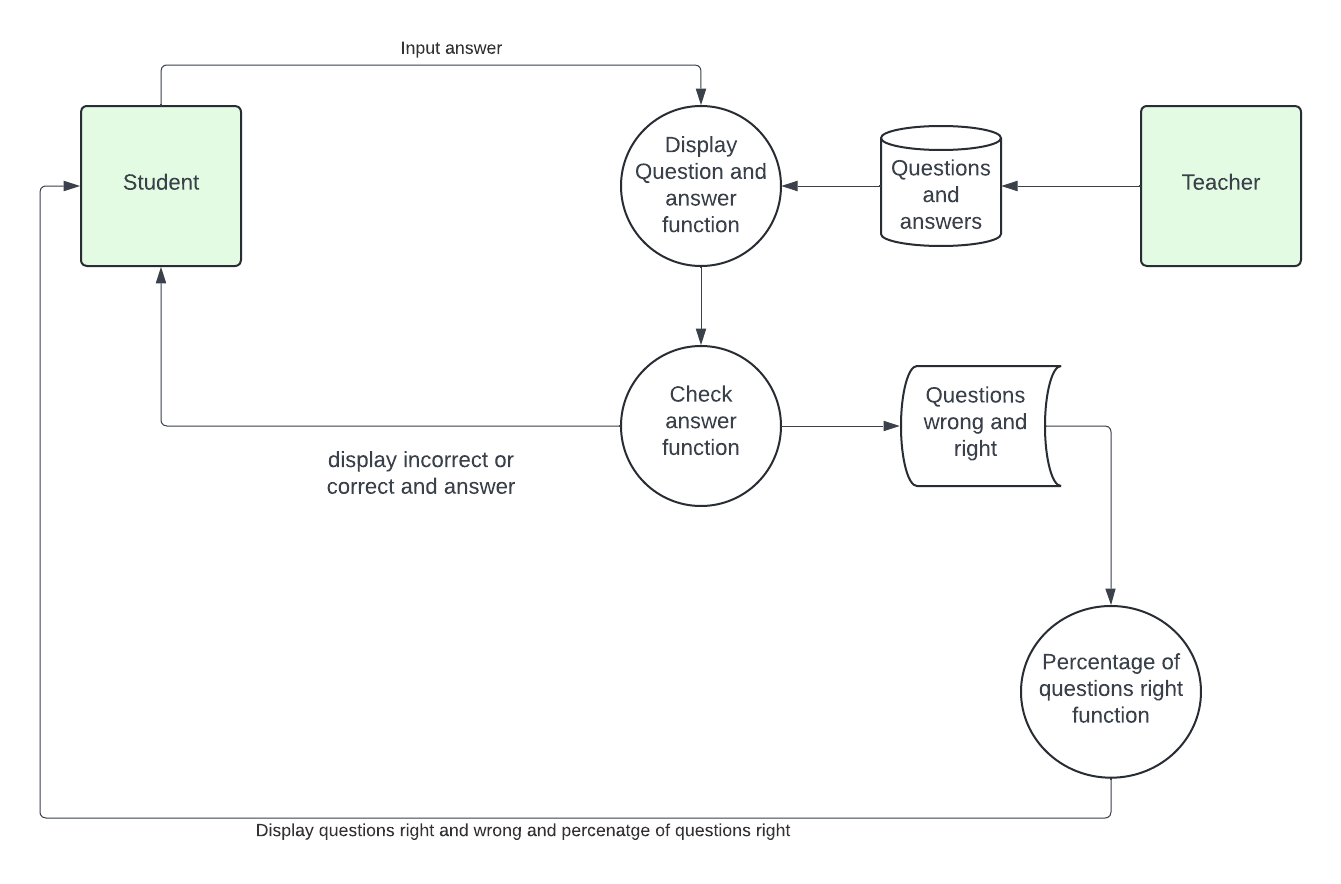 Input answer
Student
Display
Question and
answer
function
Questions
and
answers
Teacher
Check
answer
function
Questions
wrong and
right
display incorrect or
correct and answer
Percentage of
questions right
function
Display questions right and wrong and percenatge of questions right